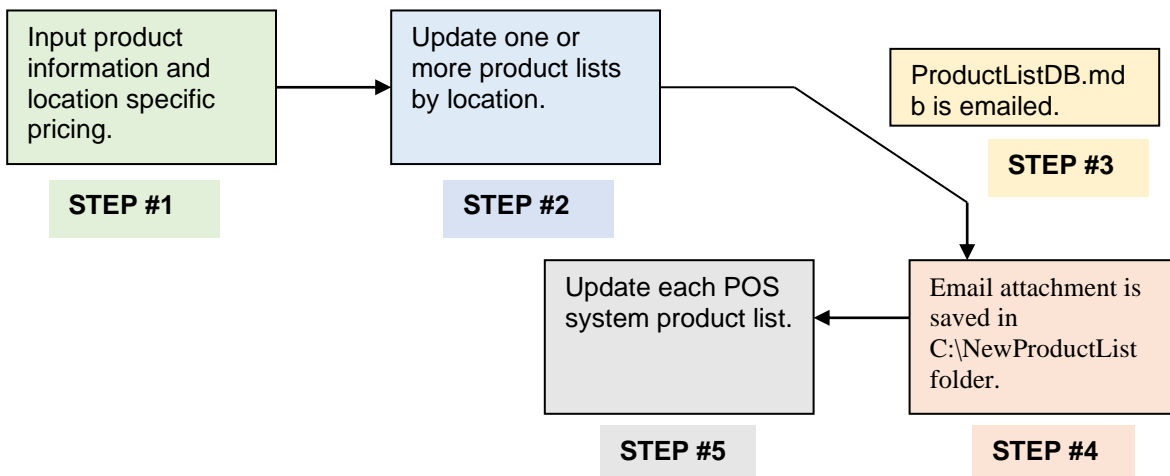 Input product
information and
location specific
pricing.
STEP #1
Update one or
more product lists
by location.
STEP #2
ProductListDB.md
b is emailed.
STEP #3
Email attachment is
saved in
C:\NewProductList
folder.
STEP #4
Update each POS
system product list.
STEP #5